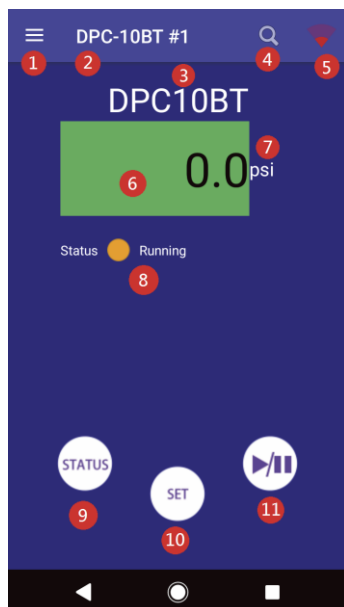 DPC-10BT #1
1
2
3
4
5
DPC10BT
6
0.0
7
psi
Status
Running
8
STATUS
9
SET
10
11